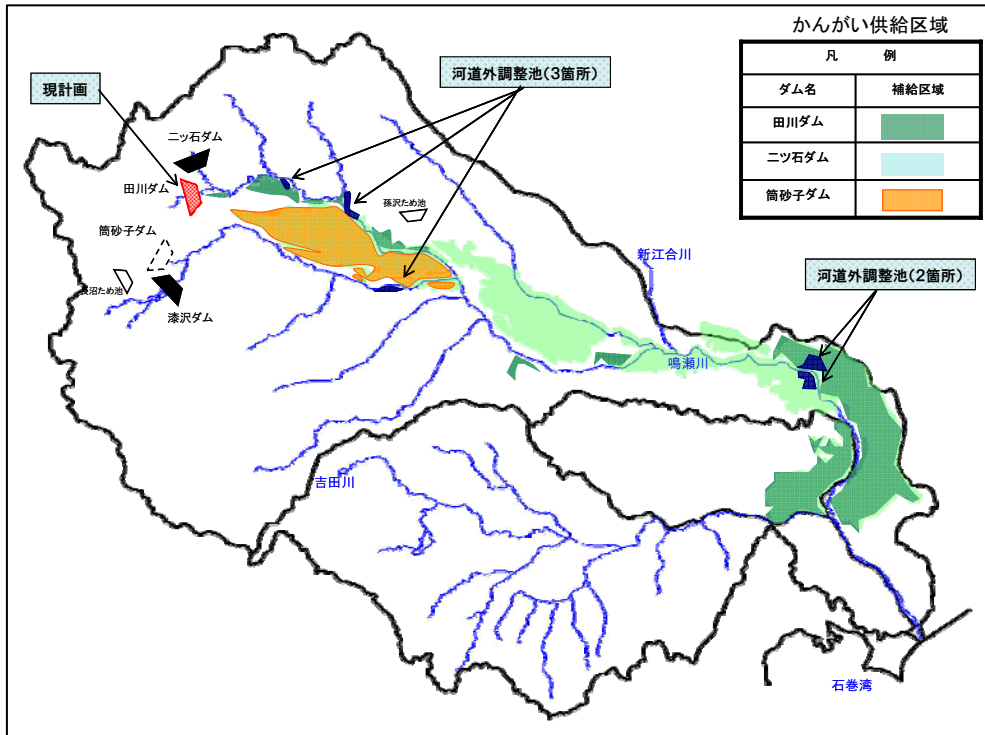 かんがい供給区域
凡 例
ダム名 補給区域
田川ダム
二ッ石ダム
筒砂子ダム
現計画
河道外調整池(3箇所)
二ッ石ダム
田川ダム
孫沢ため池
筒砂子ダム
沼ため池
漆沢ダム
新江合川
河道外調整池(2箇所)
鳴瀬川
吉田川
石巻湾